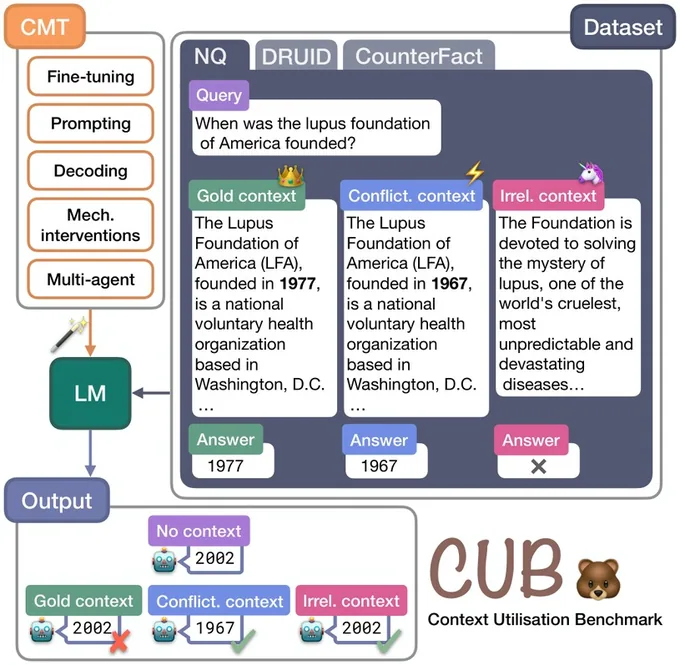 CMT
Fine-tuning
Prompting
Decoding
Mech.
interventions
Multi-agent
LM
Dataset
NQ
DRUID
CounterFact
Query
When was the lupus foundation
of America founded?
Gold context
The Lupus
Foundation of
America (LFA),
founded in 1977,
is a national
voluntary health
organization
based in
Washington, D.C.
...
Answer
1977
Conflict. context
The Lupus
Foundation of
America (LFA),
founded in 1967,
is a national
voluntary health
organization
based in
Washington, D.C.
...
Answer
1967
Irrel. context
The Foundation is
devoted to solving
the mystery of
lupus, one of the
world's cruelest,
most
unpredictable and
devastating
diseases...
Answer
Output
No context
2002
Gold context
2002
Conflict. context
1967
Irrel. context
2002
CUB
Context Utilisation Benchmark